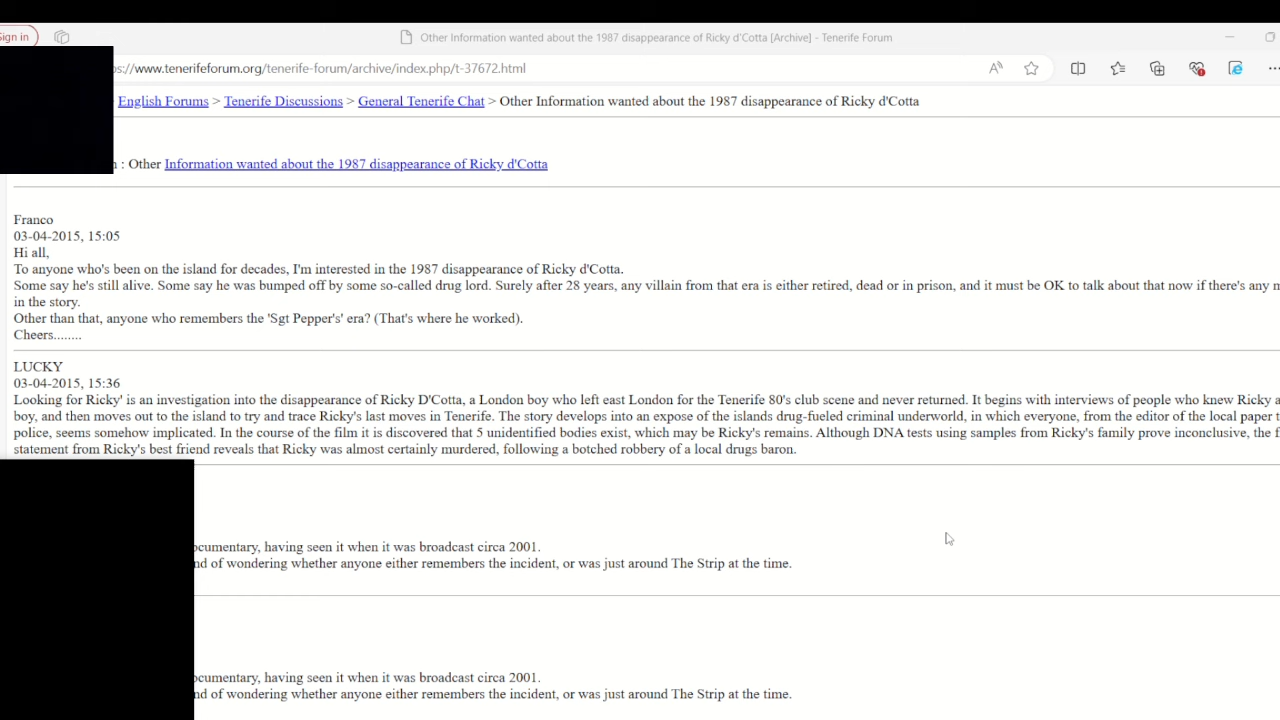 Sign in
Other Information wanted about the 1987 disappearance of Ricky d'Cotta [Archive] - Tenerife Forum
ps://www.tenerifeforum.org/tenerife-forum/archive/index.php/t-37672.html
English Forums > Tenerife Discussions > General Tenerife Chat > Other Information wanted about the 1987 disappearance of Ricky d'Cotta
: Other Information wanted about the 1987 disappearance of Ricky d'Cotta
Franco
03-04-2015, 15:05
Hi all,
To anyone who's been on the island for decades, I'm interested in the 1987 disappearance of Ricky d'Cotta.
Some say he's still alive. Some say he was bumped off by some so-called drug lord. Surely after 28 years, any villain from that era is either retired, dead or in prison, and it must be OK to talk about that now if there's any
in the story.
Other than that, anyone who remembers the 'Sgt Pepper's' era? (That's where he worked).
Cheers........
LUCKY
03-04-2015, 15:36
Looking for Ricky' is an investigation into the disappearance of Ricky D'Cotta, a London boy who left east London for the Tenerife 80's club scene and never returned. It begins with interviews of people who knew Ricky
boy, and then moves out to the island to try and trace Ricky's last moves in Tenerife. The story develops into an expose of the islands drug-fueled criminal underworld, in which everyone, from the editor of the local paper
police, seems somehow implicated. In the course of the film it is discovered that 5 unidentified bodies exist, which may be Ricky's remains. Although DNA tests using samples from Ricky's family prove inconclusive, the
statement from Ricky's best friend reveals that Ricky was almost certainly murdered, following a botched robbery of a local drugs baron.
ocumentary, having seen it when it was broadcast circa 2001.
nd of wondering whether anyone either remembers the incident, or was just around The Strip at the time.
ocumentary, having seen it when it was broadcast circa 2001.
nd of wondering whether anyone either remembers the incident, or was just around The Strip at the time.